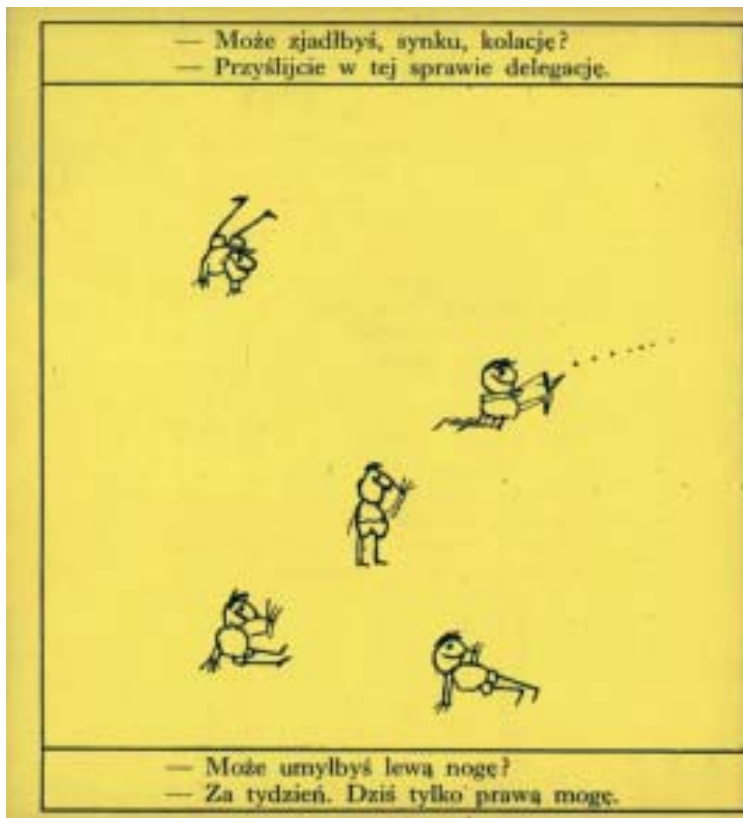 — Może zjadłbyś, synku, kolację?
— Przyślijcie w tej sprawie delegację.
— Może umyłbyś lewą nogę?
— Za tydzień. Dziś tylko prawą mogę.